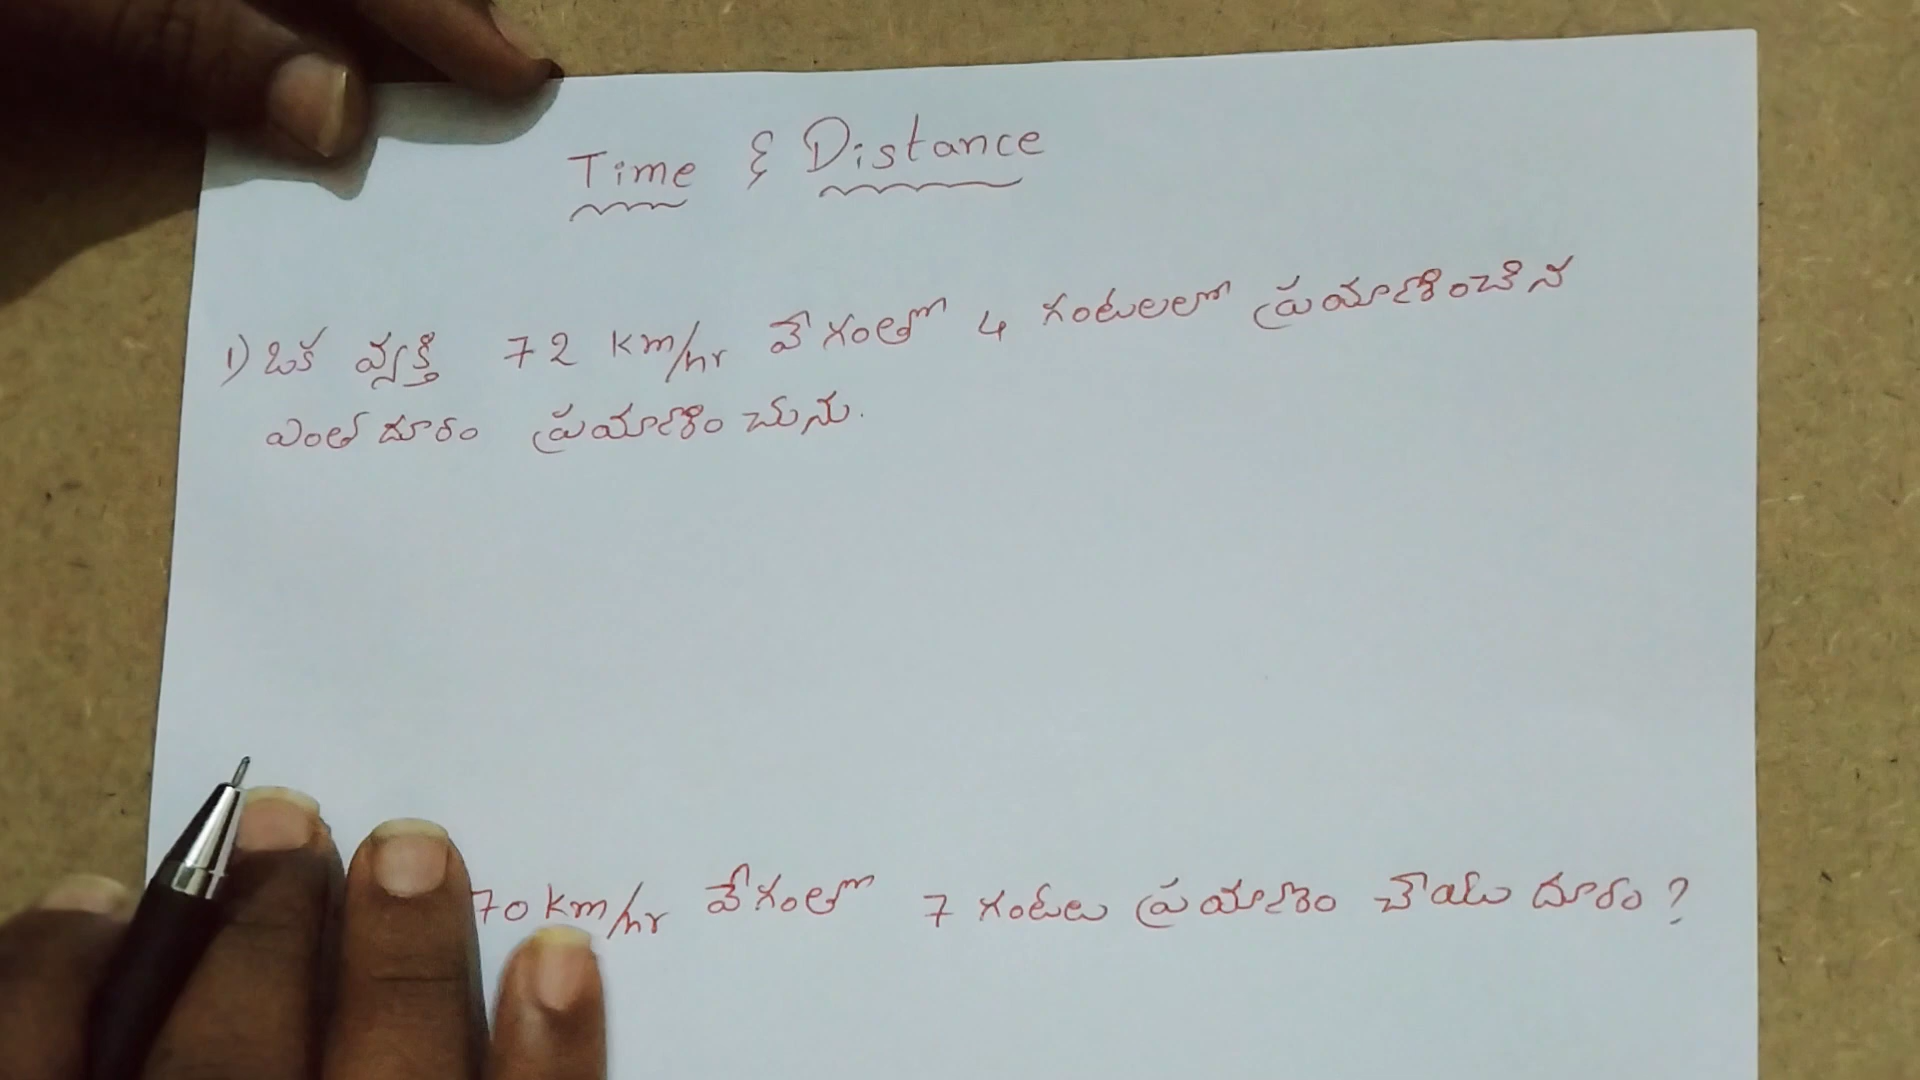 Time & Distance
1) ఒక వ్యక్తి 72 Km/hr వేగంతో 4 గంటలలో ప్రయాణించిన
ఎంత దూరం ప్రయాణించును.
70 Km/hr వేగంతో 7 గంటలు ప్రయాణం చేయు దూరం ?